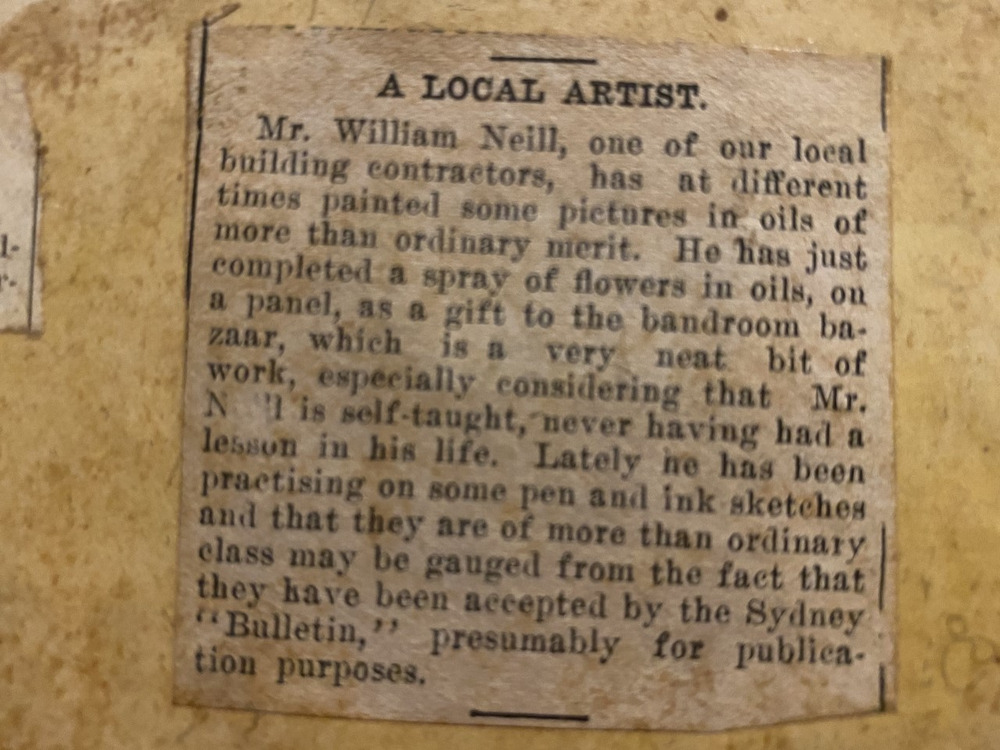 A LOCAL ARTIST.
Mr. William Neill, one of our local
building contractors, has at different
times painted some pictures in oils of
more than ordinary merit. He has just
completed a spray of flowers in oils, on
a panel, as a gift to the bandroom ba-
zaar, which is a very neat bit of
work, especially considering that Mr.
is self-taught, never having had a
lesson in his life. Lately he has been
practising on some pen and ink sketches
and that they are of more than ordinary
class may be gauged from the fact that
they have been accepted by the Sydney
"Bulletin," presumably for publica-
tion purposes.